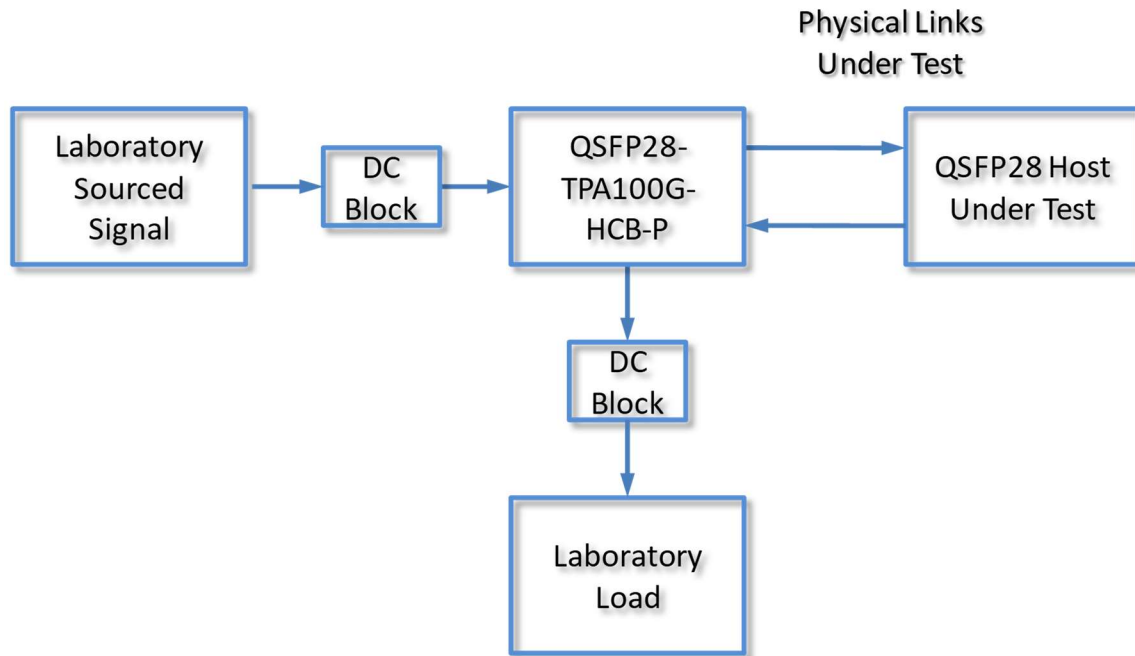 Physical Links
Under Test
Laboratory
Sourced
Signal
DC
Block
QSFP28-
TPA100G-
HCB-P
QSFP28 Host
Under Test
DC
Block
Laboratory
Load